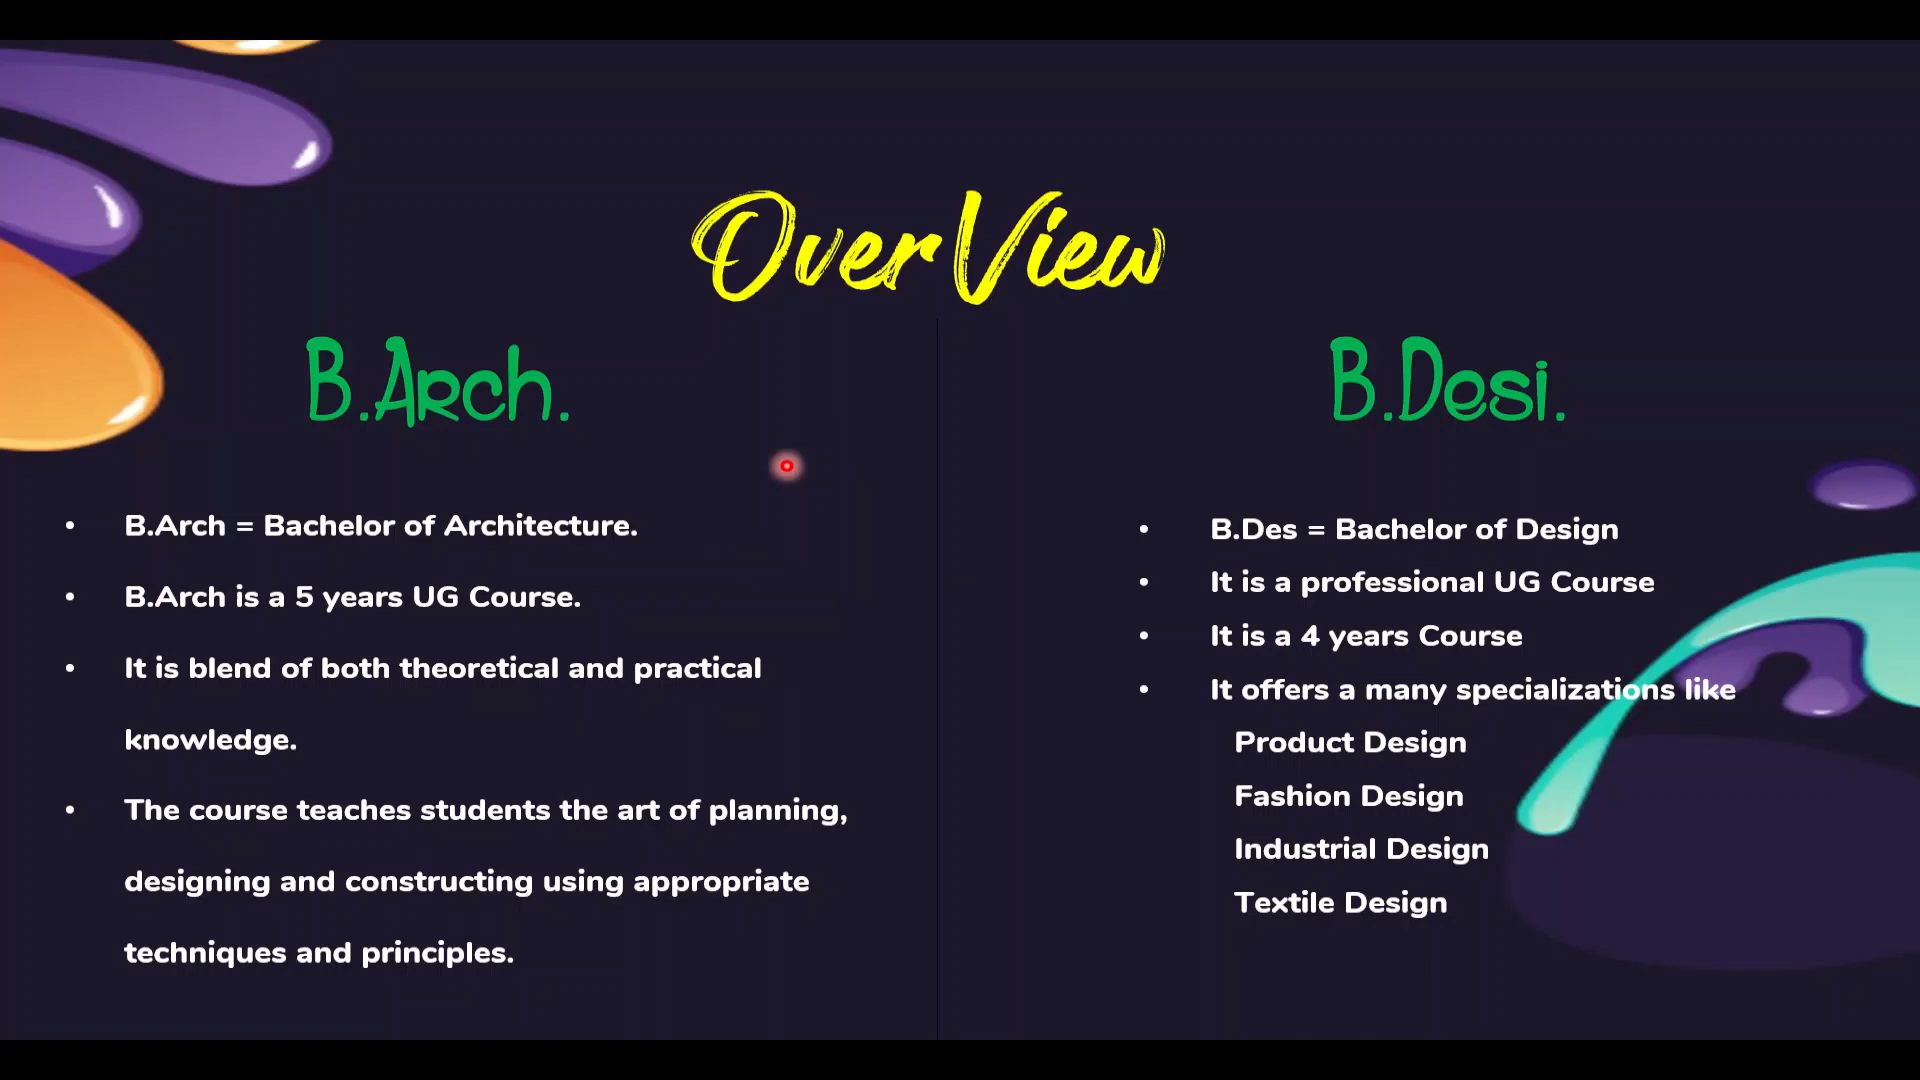 OverView
B.Arch.
• B.Arch = Bachelor of Architecture.
• B.Arch is a 5 years UG Course.
• It is blend of both theoretical and practical
knowledge.
• The course teaches students the art of planning,
designing and constructing using appropriate
techniques and principles.
B.Desi.
• B.Des = Bachelor of Design
• It is a professional UG Course
• It is a 4 years Course
• It offers a many specializations like
Product Design
Fashion Design
Industrial Design
Textile Design